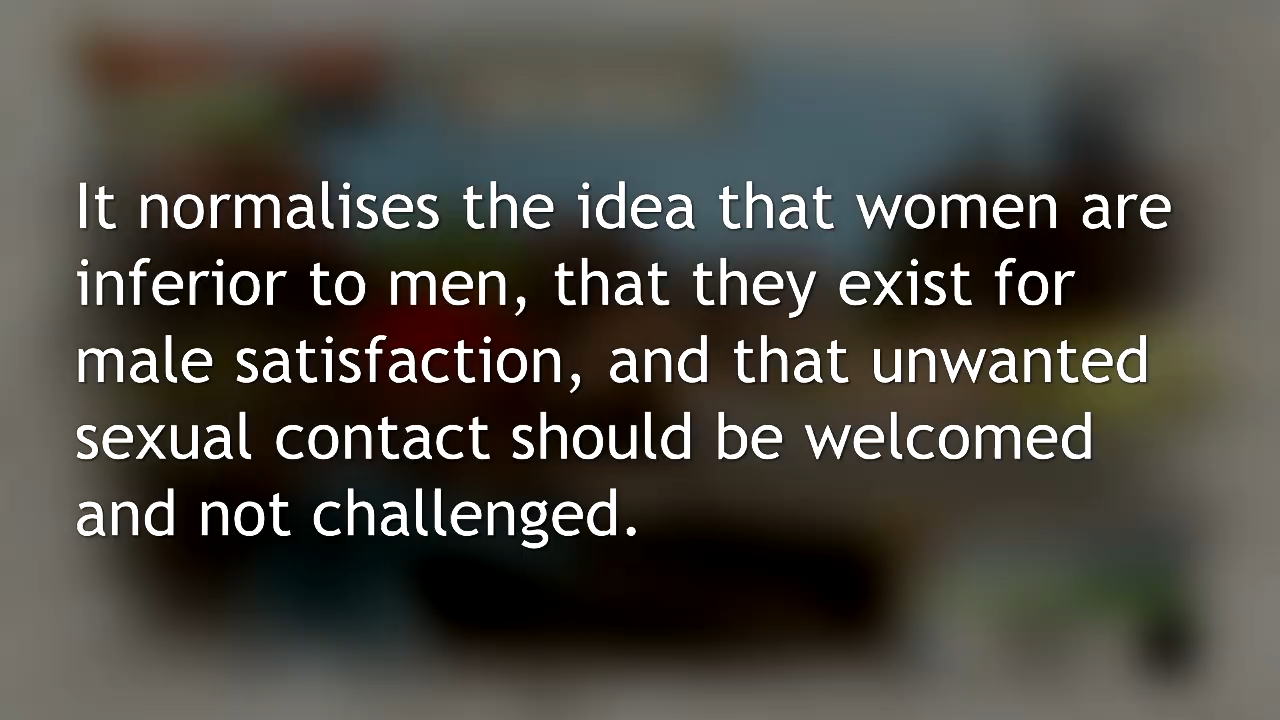 It normalises the idea that women are
inferior to men, that they exist for
male satisfaction, and that unwanted
sexual contact should be welcomed
and not challenged.